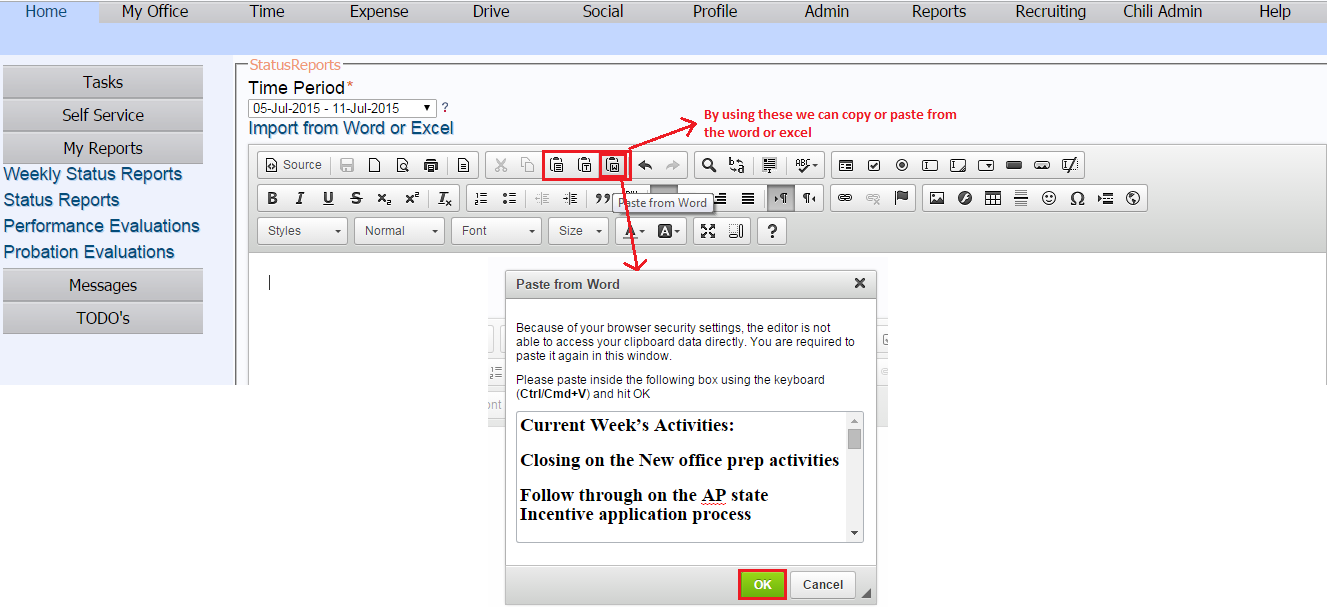 Home My Office Time Expense Drive Social Profile Admin Reports Recruiting Chili Admin Help
Tasks
Self Service
My Reports
Weekly Status Reports
Status Reports
Performance Evaluations
Probation Evaluations
Messages
TODO's
StatusReports
Time Period*
05-Jul-2015 - 11-Jul-2015 ?
Import from Word or Excel
By using these we can copy or paste from
the word or excel
Source
Paste from Word
Styles Normal Font Size ?
Paste from Word
Because of your browser security settings, the editor is not
able to access your clipboard data directly. You are required to
paste it again in this window.
Please paste inside the following box using the keyboard
(Ctrl/Cmd+V) and hit OK
Current Week's Activities:
Closing on the New office prep activities
Follow through on the AP state
Incentive application process
OK Cancel